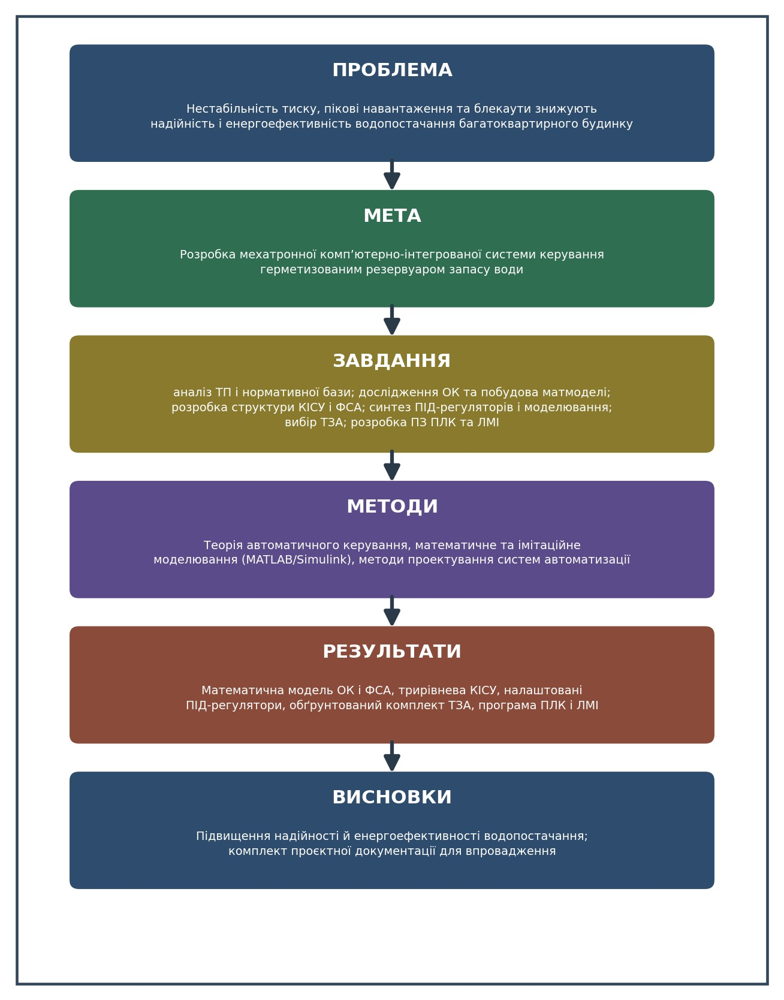 ПРОБЛЕМА
Нестабільність тиску, пікові навантаження та блекаути знижують
надійність і енергоефективність водопостачання багатоквартирного будинку
МЕТА
Розробка мехатронної комп’ютерно-інтегрованої системи керування
герметизованим резервуаром запасу води
ЗАВДАННЯ
аналіз ТП і нормативної бази; дослідження ОК та побудова матмоделі;
розробка структури КІСУ і ФСА; синтез ПІД-регуляторів і моделювання;
вибір ТЗА; розробка ПЗ ПЛК та ЛМІ
МЕТОДИ
Теорія автоматичного керування, математичне та імітаційне
моделювання (MATLAB/Simulink), методи проектування систем автоматизації
РЕЗУЛЬТАТИ
Математична модель ОК і ФСА, трирівнева КІСУ, налаштовані
ПІД-регулятори, обґрунтований комплект ТЗА, програма ПЛК і ЛМІ
ВИСНОВКИ
Підвищення надійності й енергоефективності водопостачання;
комплект проєктної документації для впровадження